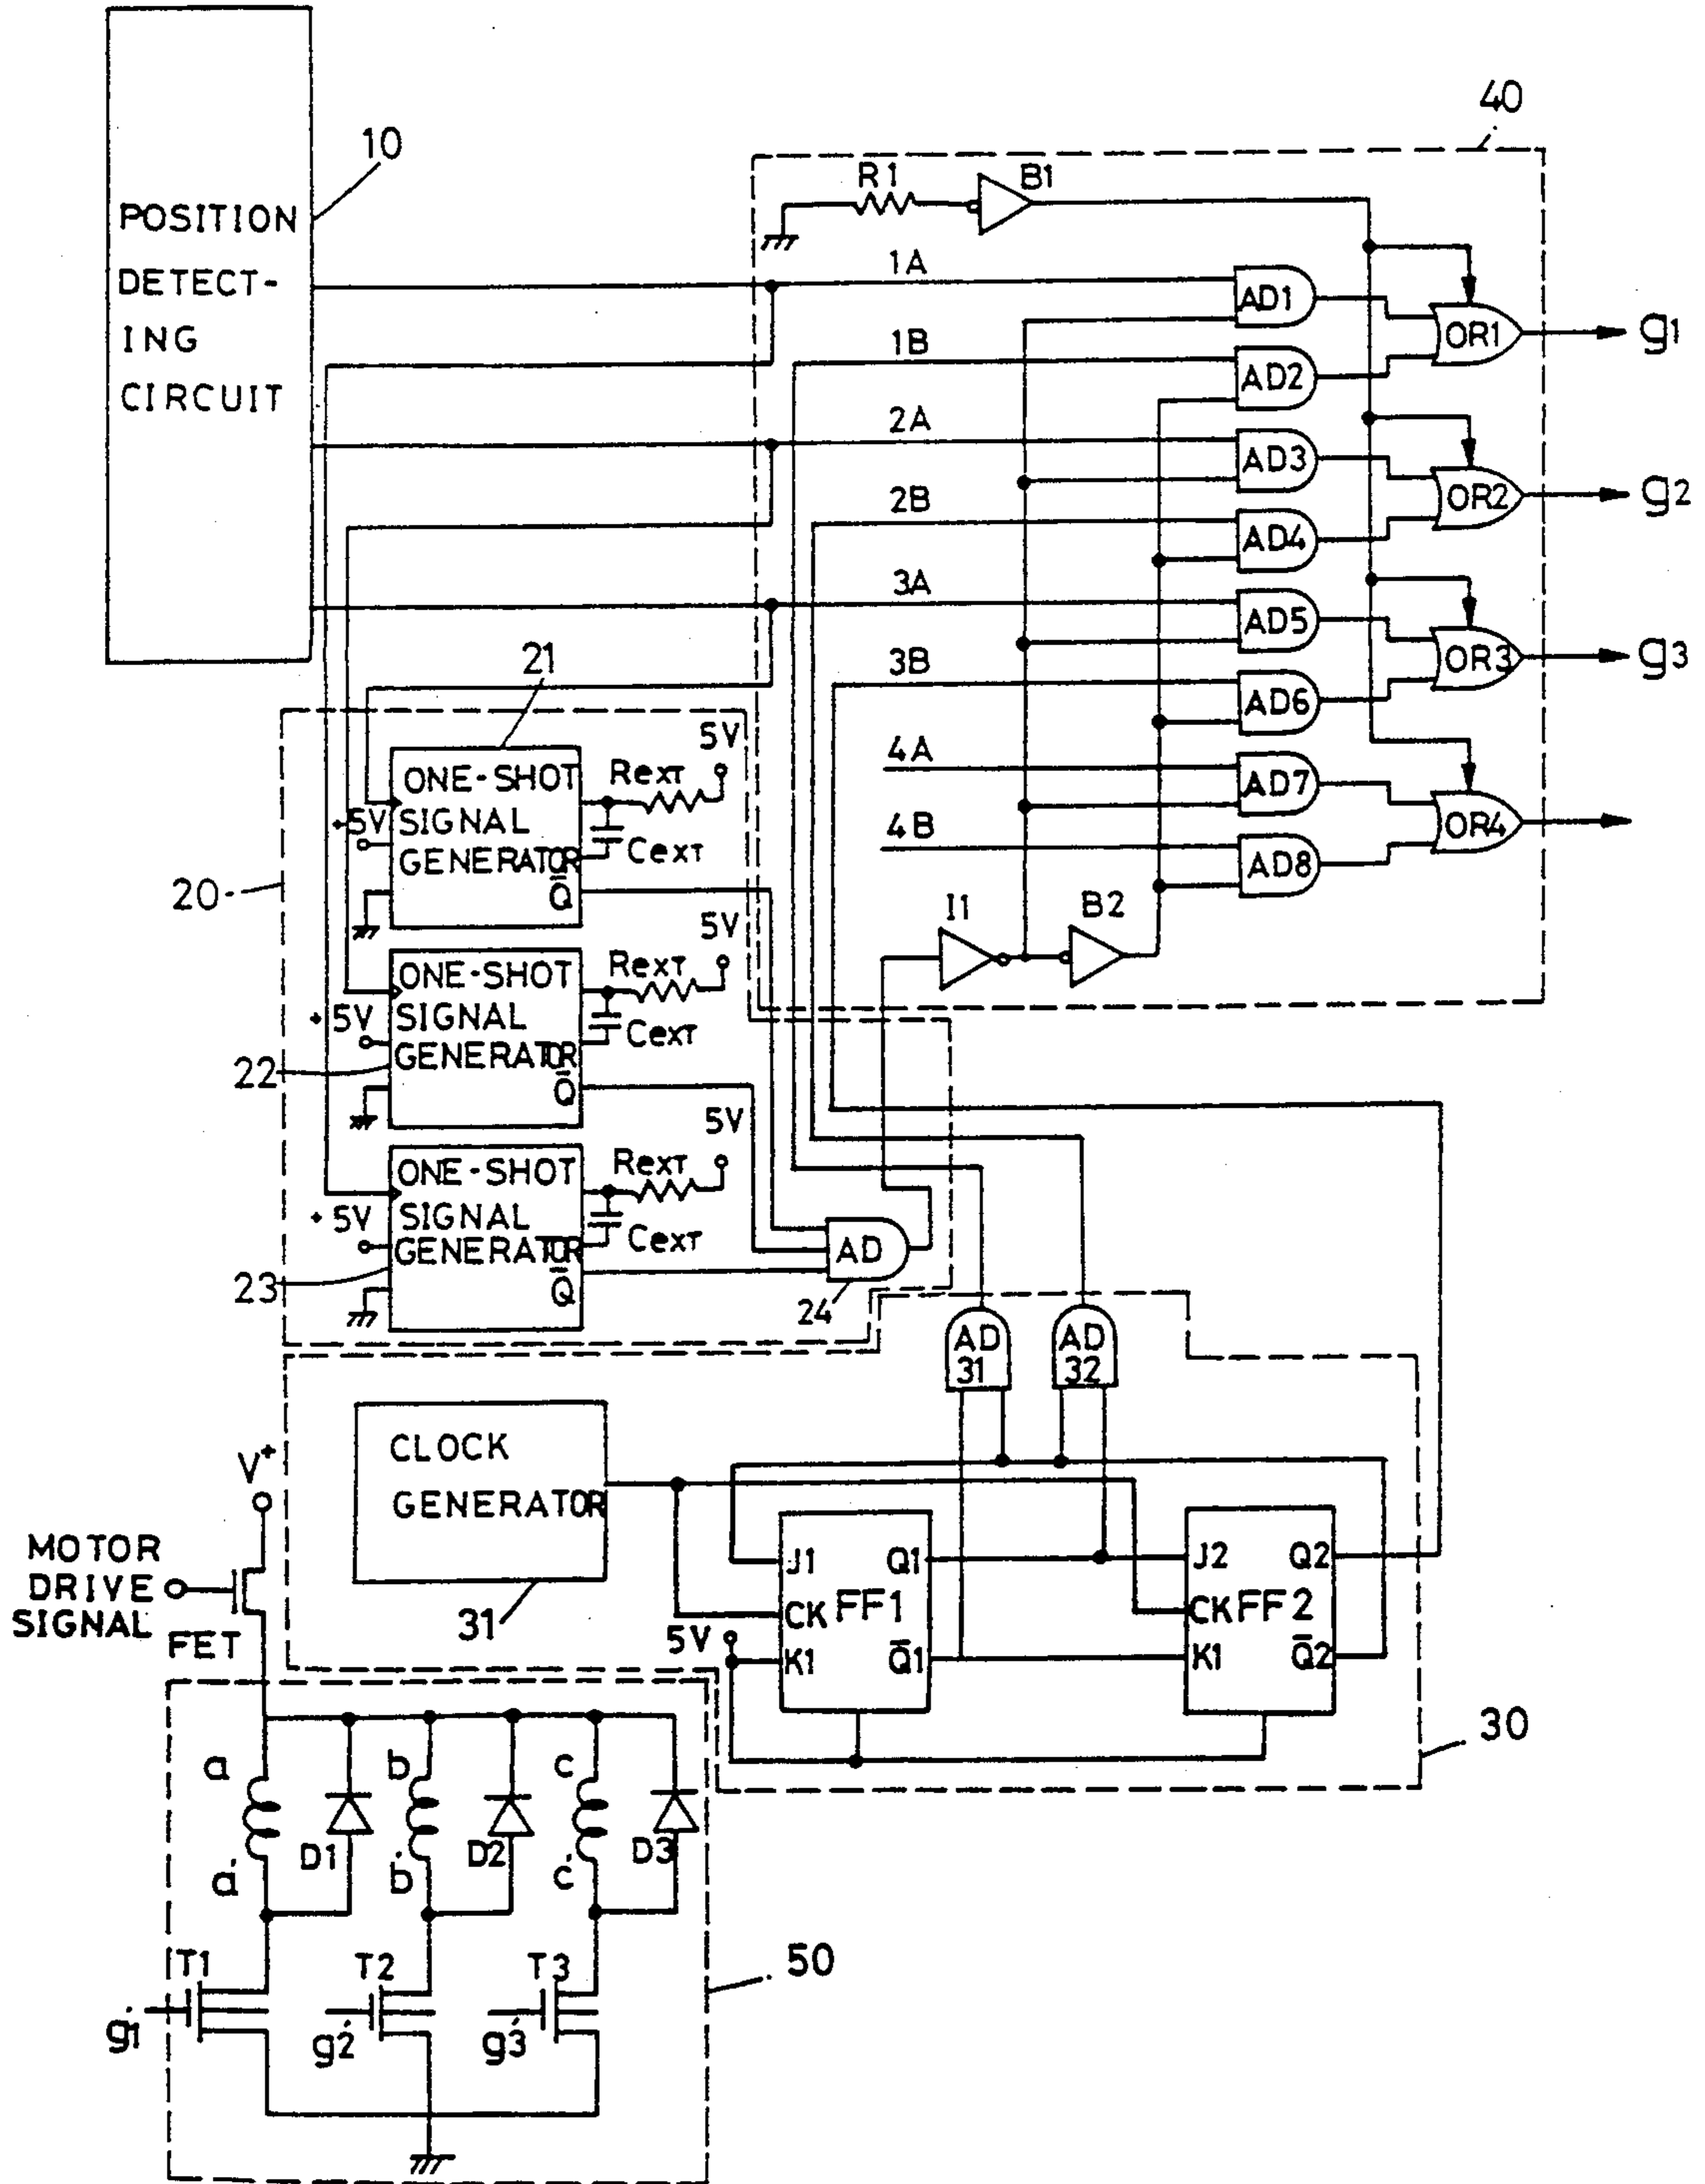 40
10
R1
B1
POSITION
DETECT-
ING
CIRCUIT
1A
AD1
OR1
g1
1B
AD2
2A
AD3
OR2
g2
2B
AD4
3A
AD5
OR3
g3
3B
AD6
4A
AD7
OR4
4B
AD8
I1
B2
20
21
5V
ONE-SHOT
SIGNAL
GENERATOR
Rext
+5V
Cext
Q̅
22
5V
ONE-SHOT
SIGNAL
GENERATOR
Rext
+5V
Cext
Q̅
23
5V
ONE-SHOT
SIGNAL
GENERATOR
Rext
+5V
Cext
Q̅
AD
24
AD
31
AD
32
CLOCK
GENERATOR
31
J1
Q1
CK
FF1
5V
K1
Q̅1
J2
Q2
CK
FF2
K1
Q̅2
30
V+
MOTOR
DRIVE
SIGNAL
FET
a
b
c
D1
D2
D3
a'
b'
c'
T1
T2
T3
50
g1'
g2'
g3'